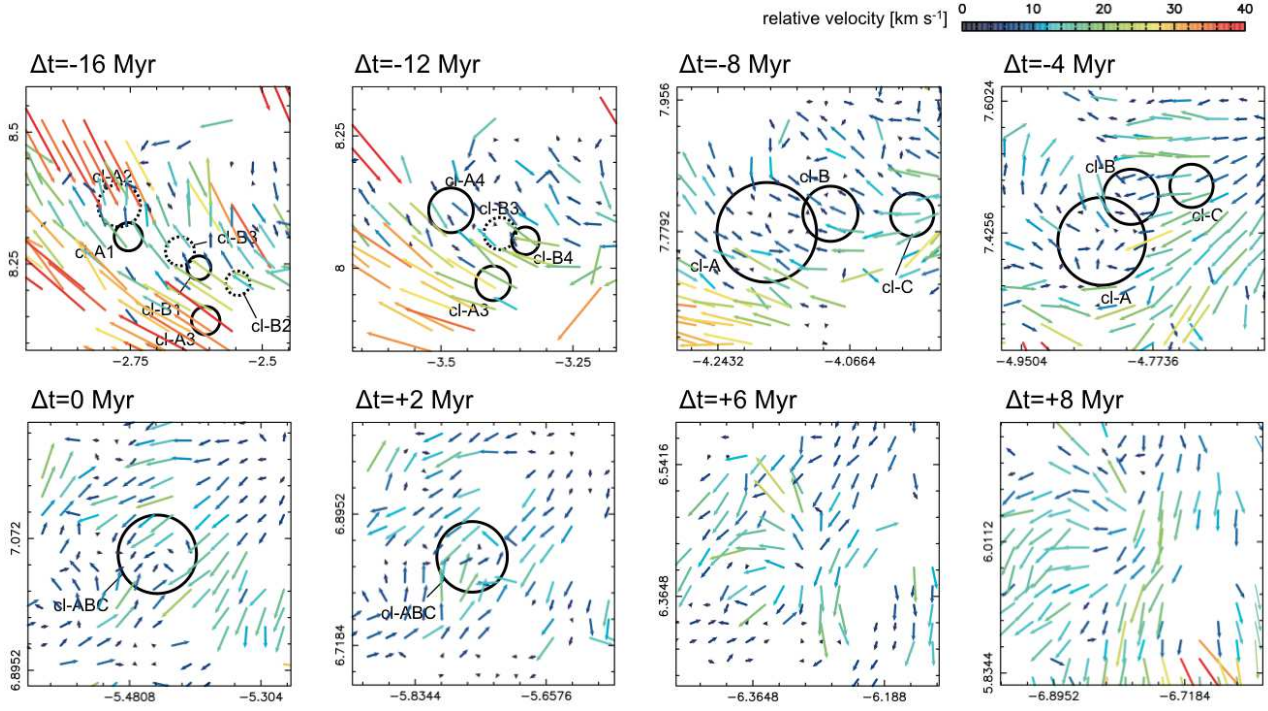 relative velocity [km s⁻¹]
0 10 20 30 40
Δt=-16 Myr
8.5
8.25
cl-A2
cl-A1
cl-B3
cl-B1
cl-B2
cl-A3
−2.75 −2.5
Δt=-12 Myr
8.25
8
cl-A4
cl-B3
cl-B4
cl-A3
−3.5 −3.25
Δt=-8 Myr
7.956
7.7792
cl-B
cl-A
cl-C
−4.2432 −4.0664
Δt=-4 Myr
7.6024
7.4256
cl-B
cl-C
cl-A
−4.9504 −4.7736
Δt=0 Myr
7.072
6.8952
cl-ABC
−5.4808 −5.304
Δt=+2 Myr
6.8952
6.7184
cl-ABC
−5.8344 −5.6576
Δt=+6 Myr
6.5416
6.3648
−6.3648 −6.188
Δt=+8 Myr
6.0112
5.8344
−6.8952 −6.7184